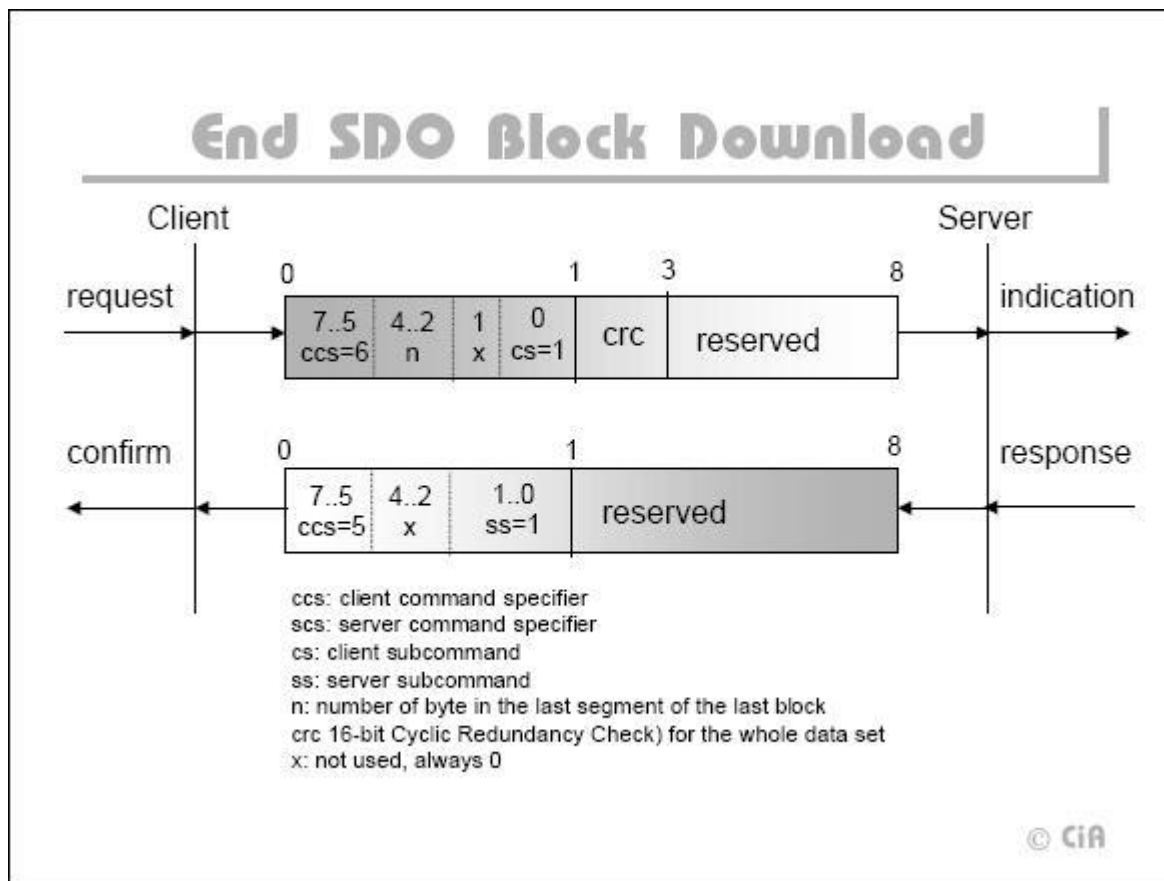 End SDO Block Download
Client
Server
0 1 3 8
request
indication
7..5 4..2 1 0
ccs=6 n x cs=1
crc
reserved
confirm
response
0 1 8
7..5 4..2 1..0
ccs=5 x ss=1
reserved
ccs: client command specifier
scs: server command specifier
cs: client subcommand
ss: server subcommand
n: number of byte in the last segment of the last block
crc 16-bit Cyclic Redundancy Check) for the whole data set
x: not used, always 0
© CiA